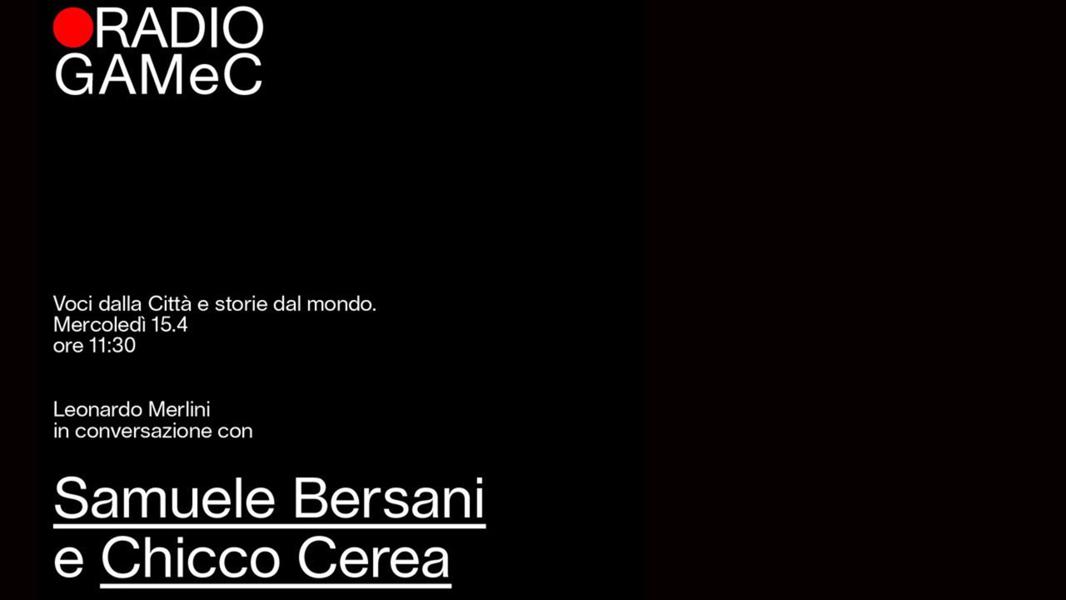 RADIO
GAMeC
Voci dalla Città e storie dal mondo.
Mercoledì 15.4
ore 11:30
Leonardo Merlini
in conversazione con
Samuele Bersani
e Chicco Cerea